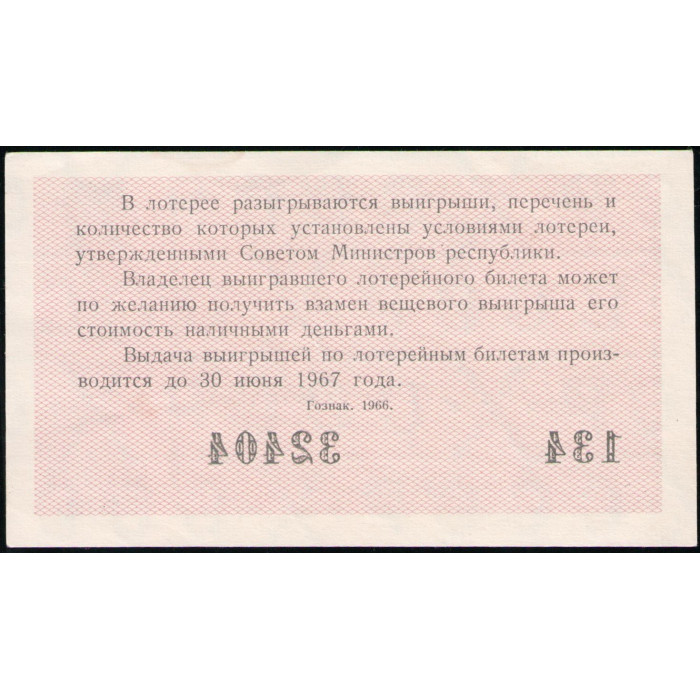 В лотерее разыгрываются выигрыши, перечень и
количество которых установлены условиями лотереи,
утвержденными Советом Министров республики.
Владелец выигравшего лотерейного билета может
по желанию получить взамен вещевого выигрыша его
стоимость наличными деньгами.
Выдача выигрышей по лотерейным билетам произ-
водится до 30 июня 1967 года.
Гознак. 1966.
32404 134